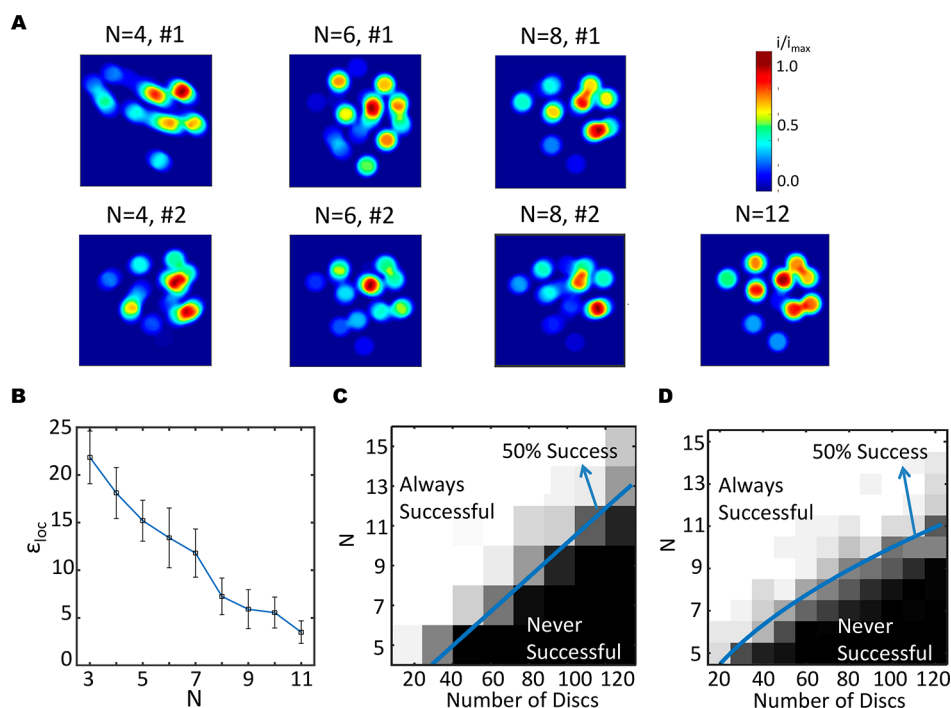 A
N=4, #1
N=6, #1
N=8, #1
i/imax
1.0
0.5
0.0
N=4, #2
N=6, #2
N=8, #2
N=12
B
25
20
15
10
5
0
εloc
3
5
7
9
11
N
C
15
13
11
9
7
5
N
50% Success
Always
Successful
Never
Successful
20
40
60
80
100
120
Number of Discs
D
15
13
11
9
7
5
N
50% Success
Always
Successful
Never
Successful
20
40
60
80
100
120
Number of Discs